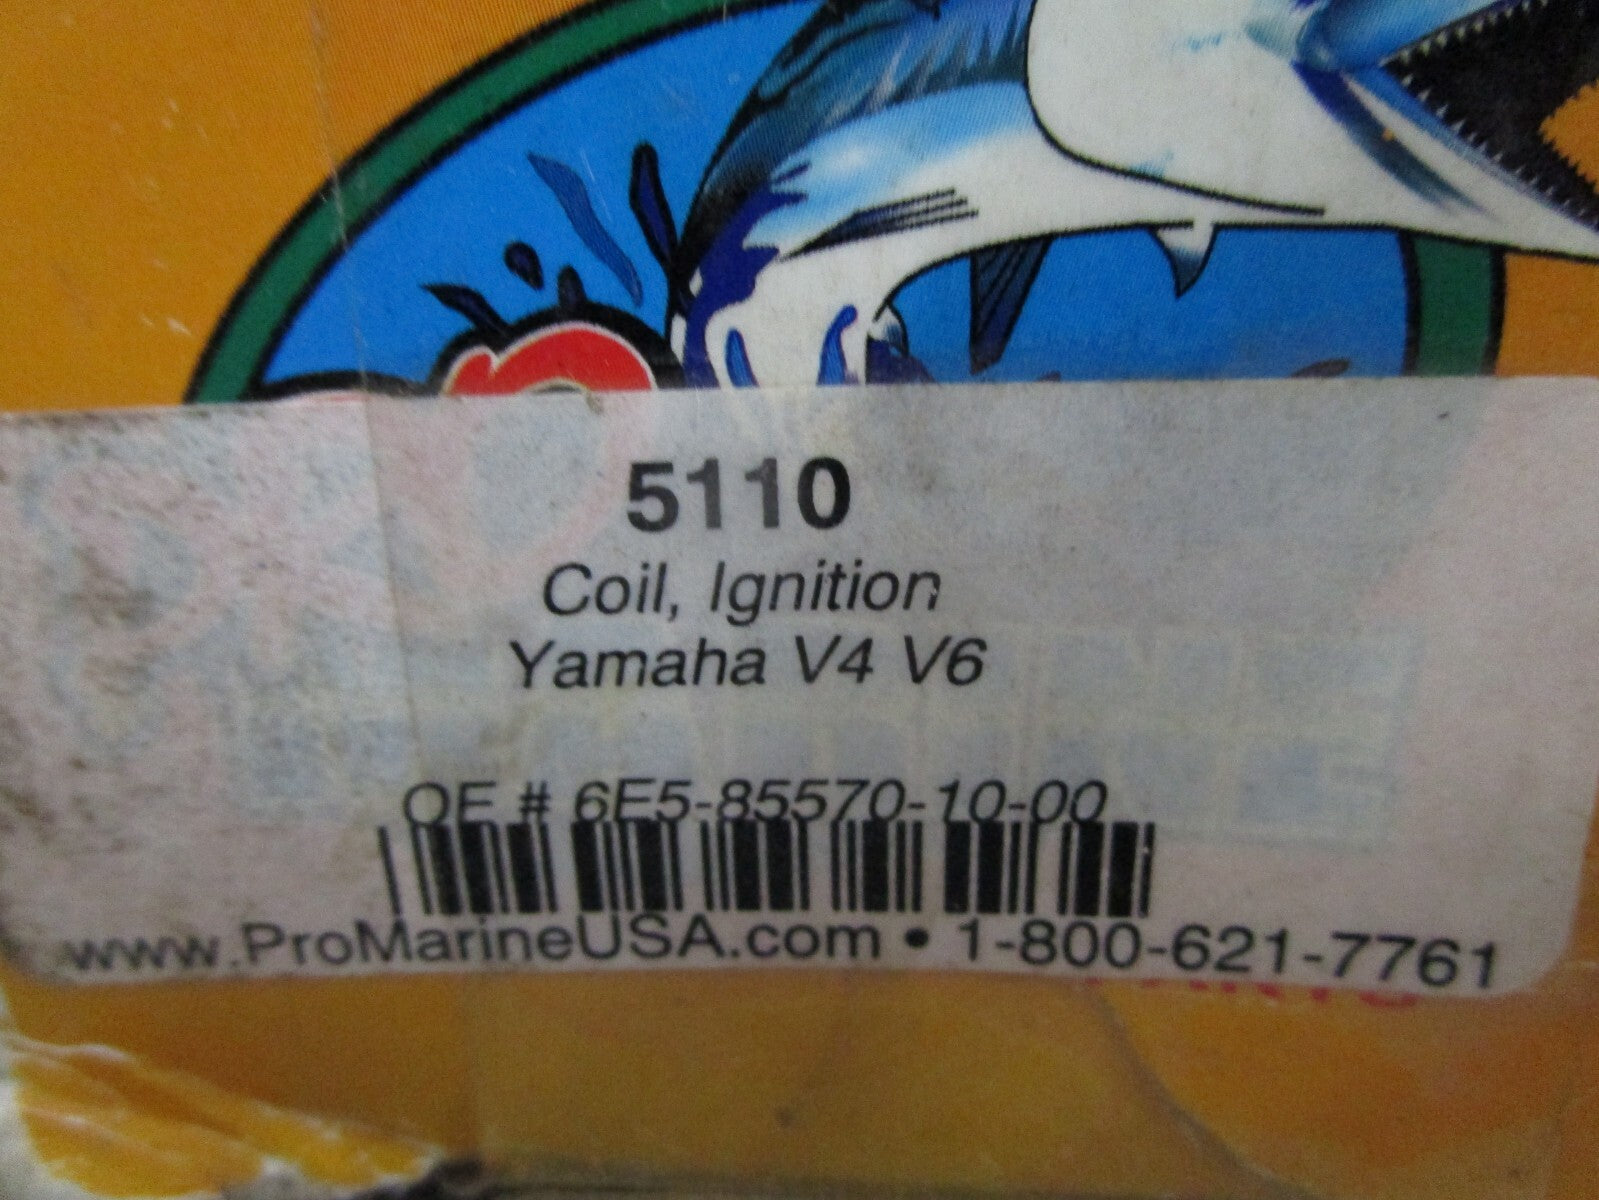 5110
Coil, Ignition
Yamaha V4 V6
OE # 6E5-85570-10-00
www.ProMarineUSA.com • 1-800-621-7761